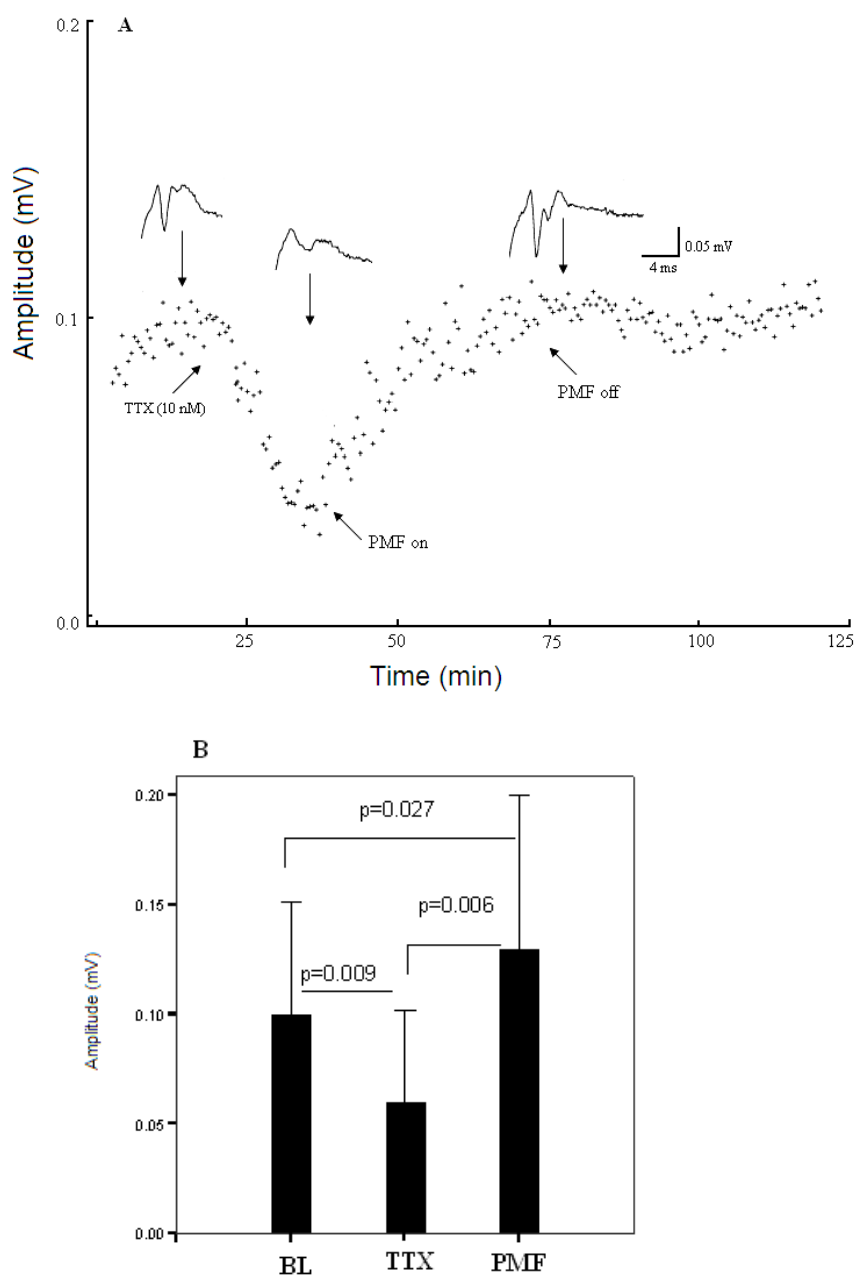 A
0.2
Amplitude (mV)
0.05 mV
4 ms
0.1
TTX (10 nM)
PMF off
PMF on
0.0
25
50
75
100
125
Time (min)
B
0.20
p=0.027
0.15
p=0.006
p=0.009
0.10
Amplitude (mV)
0.05
0.00
BL
TTX
PMF